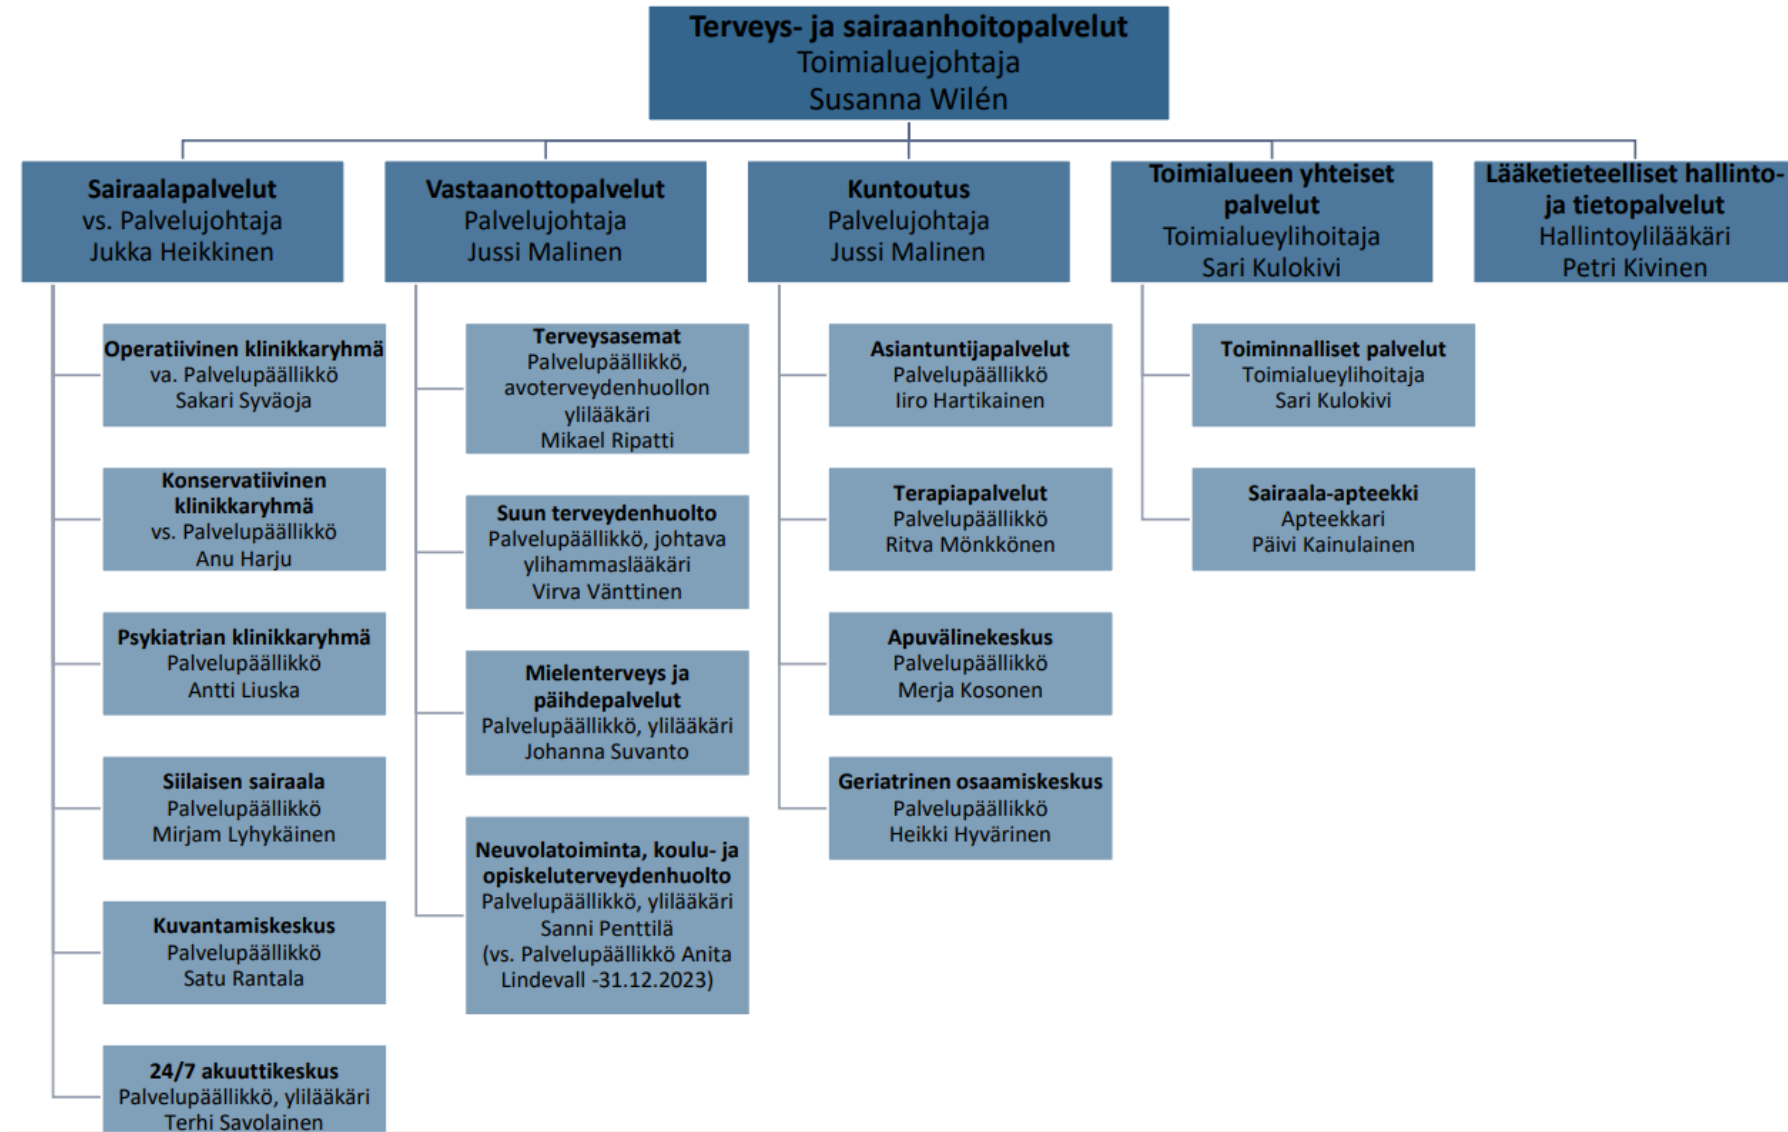 Terveys- ja sairaanhoitopalvelut
Toimialuejohtaja
Susanna Wilén
Sairaalapalvelut
vs. Palvelujohtaja
Jukka Heikkinen
Operatiivinen klinikkaryhmä
va. Palvelupäällikkö
Sakari Syväoja
Konservatiivinen
klinikkaryhmä
vs. Palvelupäällikkö
Anu Harju
Psykiatrian klinikkaryhmä
Palvelupäällikkö
Antti Liuska
Siilaisen sairaala
Palvelupäällikkö
Mirjam Lyhykäinen
Kuvantamiskeskus
Palvelupäällikkö
Satu Rantala
24/7 akuuttikeskus
Palvelupäällikkö, ylilääkäri
Terhi Savolainen
Vastaanottopalvelut
Palvelujohtaja
Jussi Malinen
Terveysasemat
Palvelupäällikkö,
avoterveydenhuollon
ylilääkäri
Mikael Ripatti
Suun terveydenhuolto
Palvelupäällikkö, johtava
ylihammaslääkäri
Virva Vänttinen
Mielenterveys ja
päihdepalvelut
Palvelupäällikkö, ylilääkäri
Johanna Suvanto
Neuvolatoiminta, koulu- ja
opiskeluterveydenhuolto
Palvelupäällikkö, ylilääkäri
Sanni Penttilä
(vs. Palvelupäällikkö Anita
Lindevall -31.12.2023)
Kuntoutus
Palvelujohtaja
Jussi Malinen
Asiantuntijapalvelut
Palvelupäällikkö
Iiro Hartikainen
Terapiapalvelut
Palvelupäällikkö
Ritva Mönkkönen
Apuvälinekeskus
Palvelupäällikkö
Merja Kosonen
Geriatrinen osaamiskeskus
Palvelupäällikkö
Heikki Hyvärinen
Toimialueen yhteiset
palvelut
Toimialueylihoitaja
Sari Kulokivi
Toiminnalliset palvelut
Toimialueylihoitaja
Sari Kulokivi
Sairaala-apteekki
Apteekkari
Päivi Kainulainen
Lääketieteelliset hallinto-
ja tietopalvelut
Hallintoylilääkäri
Petri Kivinen